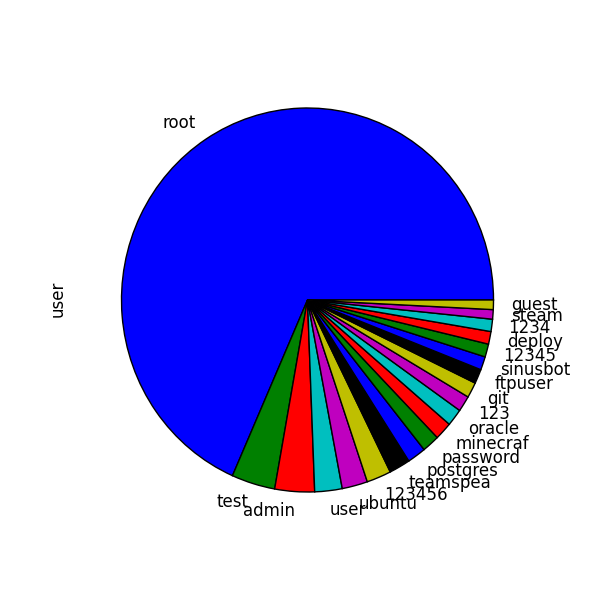 root
user
guest
steam
1234
deploy
12345
sinusbot
ftpuser
git
123
oracle
minecraf
password
postgres
teamspea
123456
ubuntu
user
admin
test